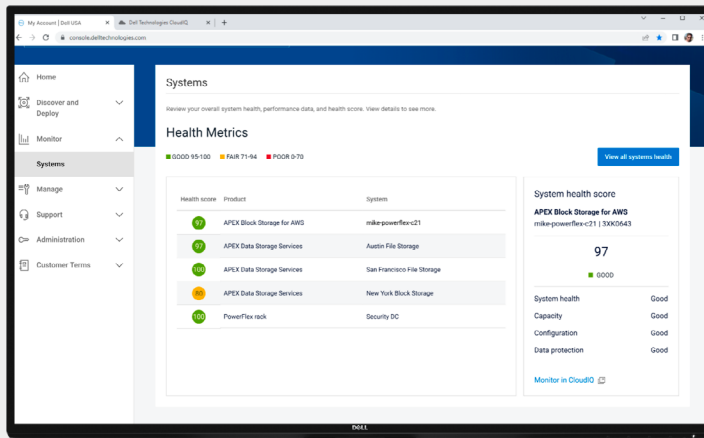 My Account | Dell USA
Dell Technologies CloudIQ
console.delltechnologies.com
Home
Discover and
Deploy
Monitor
Systems
Manage
Support
Administration
Customer Terms
Systems
Review your overall system health, performance data, and health score. View details to see more.
Health Metrics
GOOD 95-100 FAIR 71-94 POOR 0-70
View all systems health
Health score Product System
97 APEX Block Storage for AWS mike-powerflex-c21
97 APEX Data Storage Services Austin File Storage
100 APEX Data Storage Services San Francisco File Storage
80 APEX Data Storage Services New York Block Storage
100 PowerFlex rack Security DC
System health score
APEX Block Storage for AWS
mike-powerflex-c21 | 3XK0643
97
GOOD
System health Good
Capacity Good
Configuration Good
Data protection Good
Monitor in CloudIQ
DELL